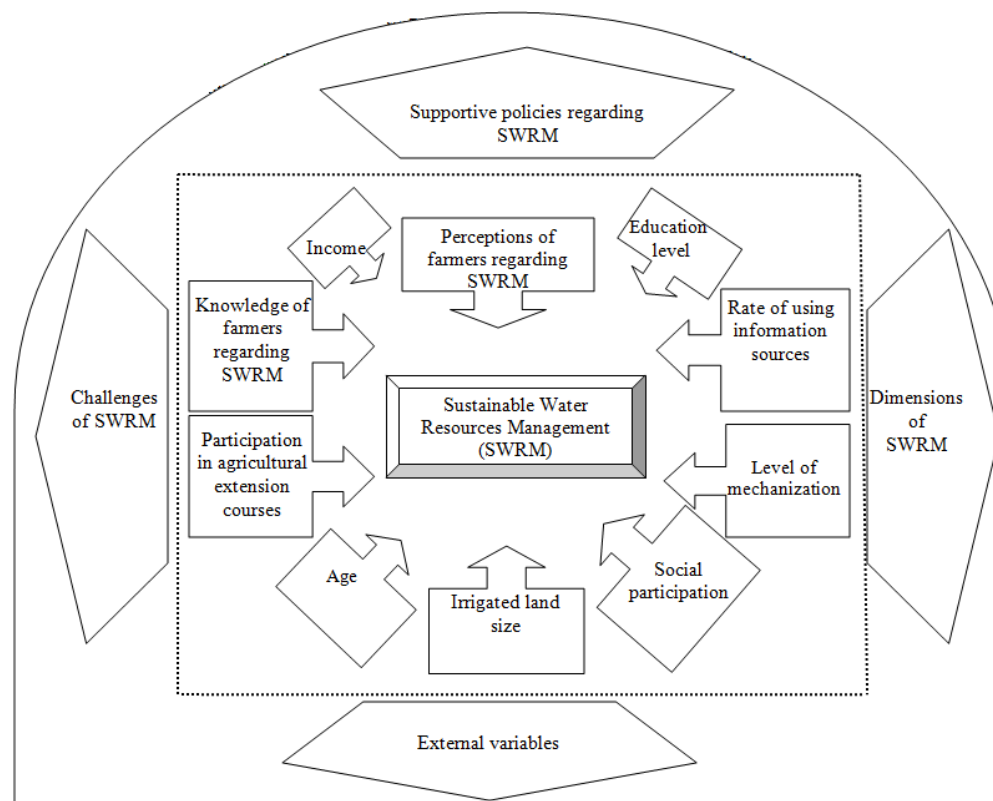 Supportive policies regarding
SWRM
Income
Perceptions of
farmers regarding
SWRM
Education
level
Knowledge of
farmers
regarding
SWRM
Rate of using
information
sources
Challenges
of SWRM
Sustainable Water
Resources Management
(SWRM)
Dimensions
of
SWRM
Participation
in agricultural
extension
courses
Level of
mechanization
Age
Irrigated land
size
Social
participation
External variables